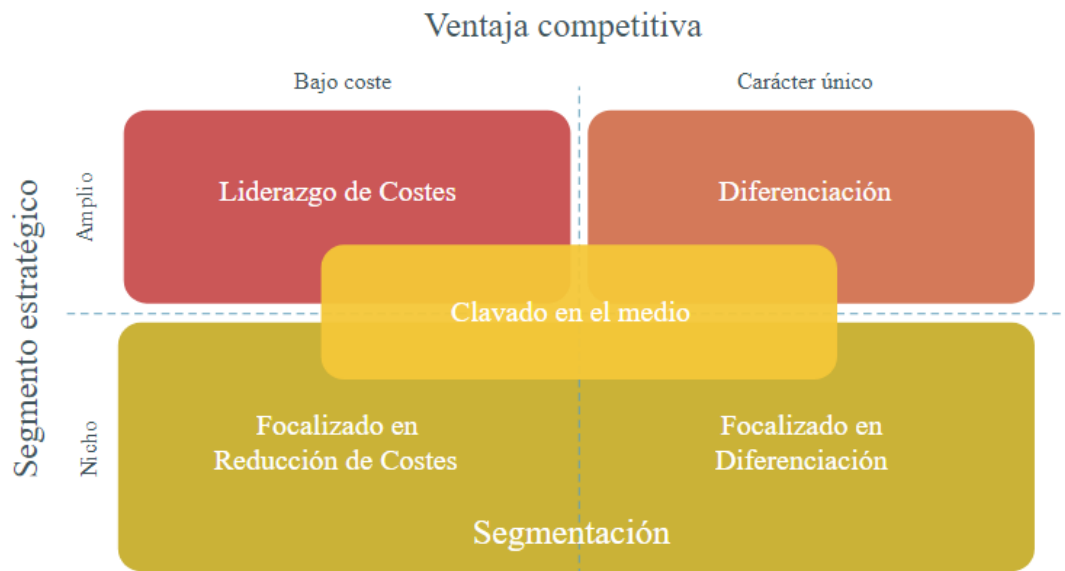 Ventaja competitiva
Bajo coste
Carácter único
Segmento estratégico
Amplio
Liderazgo de Costes
Diferenciación
Clavado en el medio
Nicho
Focalizado en
Reducción de Costes
Focalizado en
Diferenciación
Segmentación